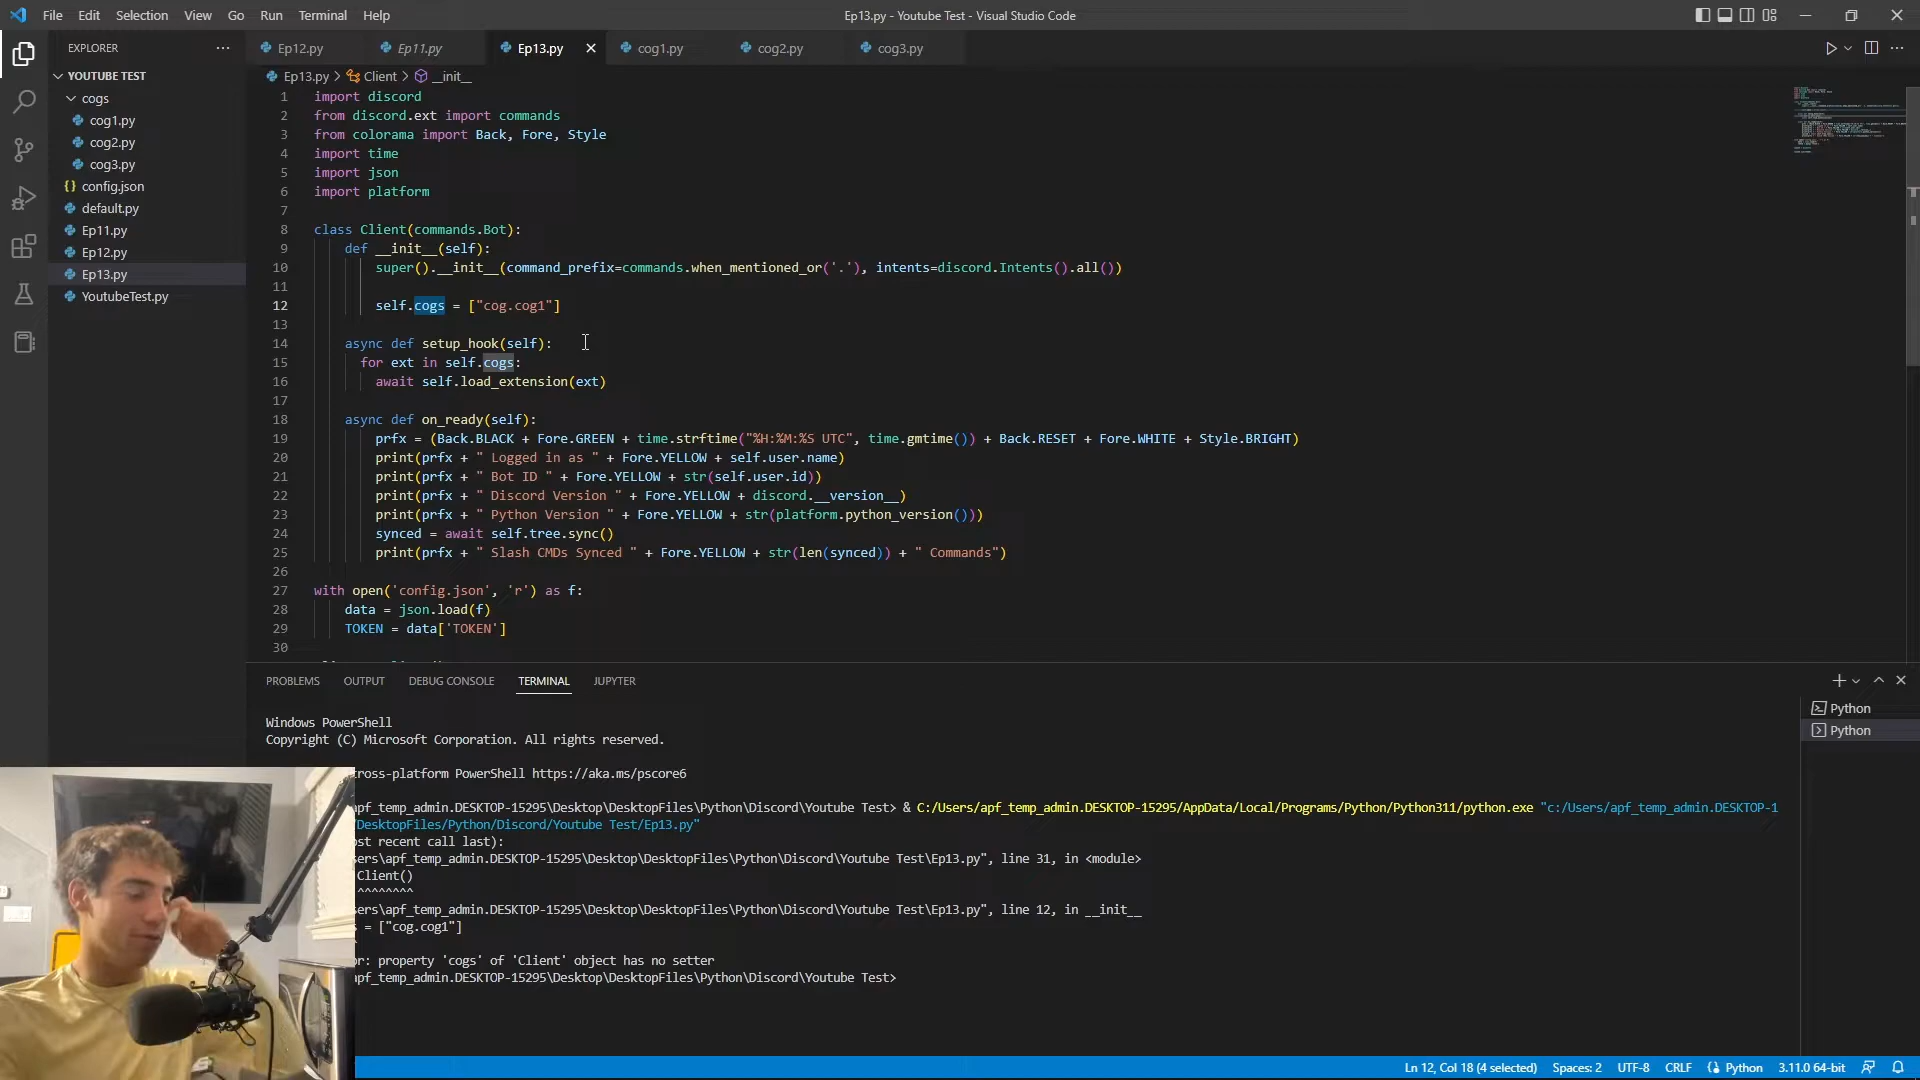 File Edit Selection View Go Run Terminal Help
Ep13.py - Youtube Test - Visual Studio Code
EXPLORER
YOUTUBE TEST
cogs
cog1.py
cog2.py
cog3.py
config.json
default.py
Ep11.py
Ep12.py
Ep13.py
YoutubeTest.py
Ep12.py Ep11.py Ep13.py cog1.py cog2.py cog3.py
Ep13.py > Client > __init__
1 import discord
2 from discord.ext import commands
3 from colorama import Back, Fore, Style
4 import time
5 import json
6 import platform
7
8 class Client(commands.Bot):
9 def __init__(self):
10 super().__init__(command_prefix=commands.when_mentioned_or('.'), intents=discord.Intents().all())
11
12 self.cogs = ["cog.cog1"]
13
14 async def setup_hook(self):
15 for ext in self.cogs:
16 await self.load_extension(ext)
17
18 async def on_ready(self):
19 prfx = (Back.BLACK + Fore.GREEN + time.strftime("%H:%M:%S UTC", time.gmtime()) + Back.RESET + Fore.WHITE + Style.BRIGHT)
20 print(prfx + " Logged in as " + Fore.YELLOW + self.user.name)
21 print(prfx + " Bot ID " + Fore.YELLOW + str(self.user.id))
22 print(prfx + " Discord Version " + Fore.YELLOW + discord.__version__)
23 print(prfx + " Python Version " + Fore.YELLOW + str(platform.python_version()))
24 synced = await self.tree.sync()
25 print(prfx + " Slash CMDs Synced " + Fore.YELLOW + str(len(synced)) + " Commands")
26
27 with open('config.json', 'r') as f:
28 data = json.load(f)
29 TOKEN = data['TOKEN']
30
PROBLEMS OUTPUT DEBUG CONSOLE TERMINAL JUPYTER
Python
Python
Windows PowerShell
Copyright (C) Microsoft Corporation. All rights reserved.
ross-platform PowerShell https://aka.ms/pscore6
apf_temp_admin.DESKTOP-15295\Desktop\DesktopFiles\Python\Discord\Youtube Test> & C:/Users/apf_temp_admin.DESKTOP-15295/AppData/Local/Programs/Python/Python311/python.exe "c:/Users/apf_temp_admin.DESKTOP-1
/DesktopFiles/Python/Discord/Youtube Test/Ep13.py"
ost recent call last):
sers\apf_temp_admin.DESKTOP-15295\Desktop\DesktopFiles\Python\Discord\Youtube Test\Ep13.py", line 31, in <module>
Client()
^^^^^^^^
sers\apf_temp_admin.DESKTOP-15295\Desktop\DesktopFiles\Python\Discord\Youtube Test\Ep13.py", line 12, in __init__
s = ["cog.cog1"]
^
or: property 'cogs' of 'Client' object has no setter
apf_temp_admin.DESKTOP-15295\Desktop\DesktopFiles\Python\Discord\Youtube Test>
Ln 12, Col 18 (4 selected) Spaces: 2 UTF-8 CRLF Python 3.11.0 64-bit